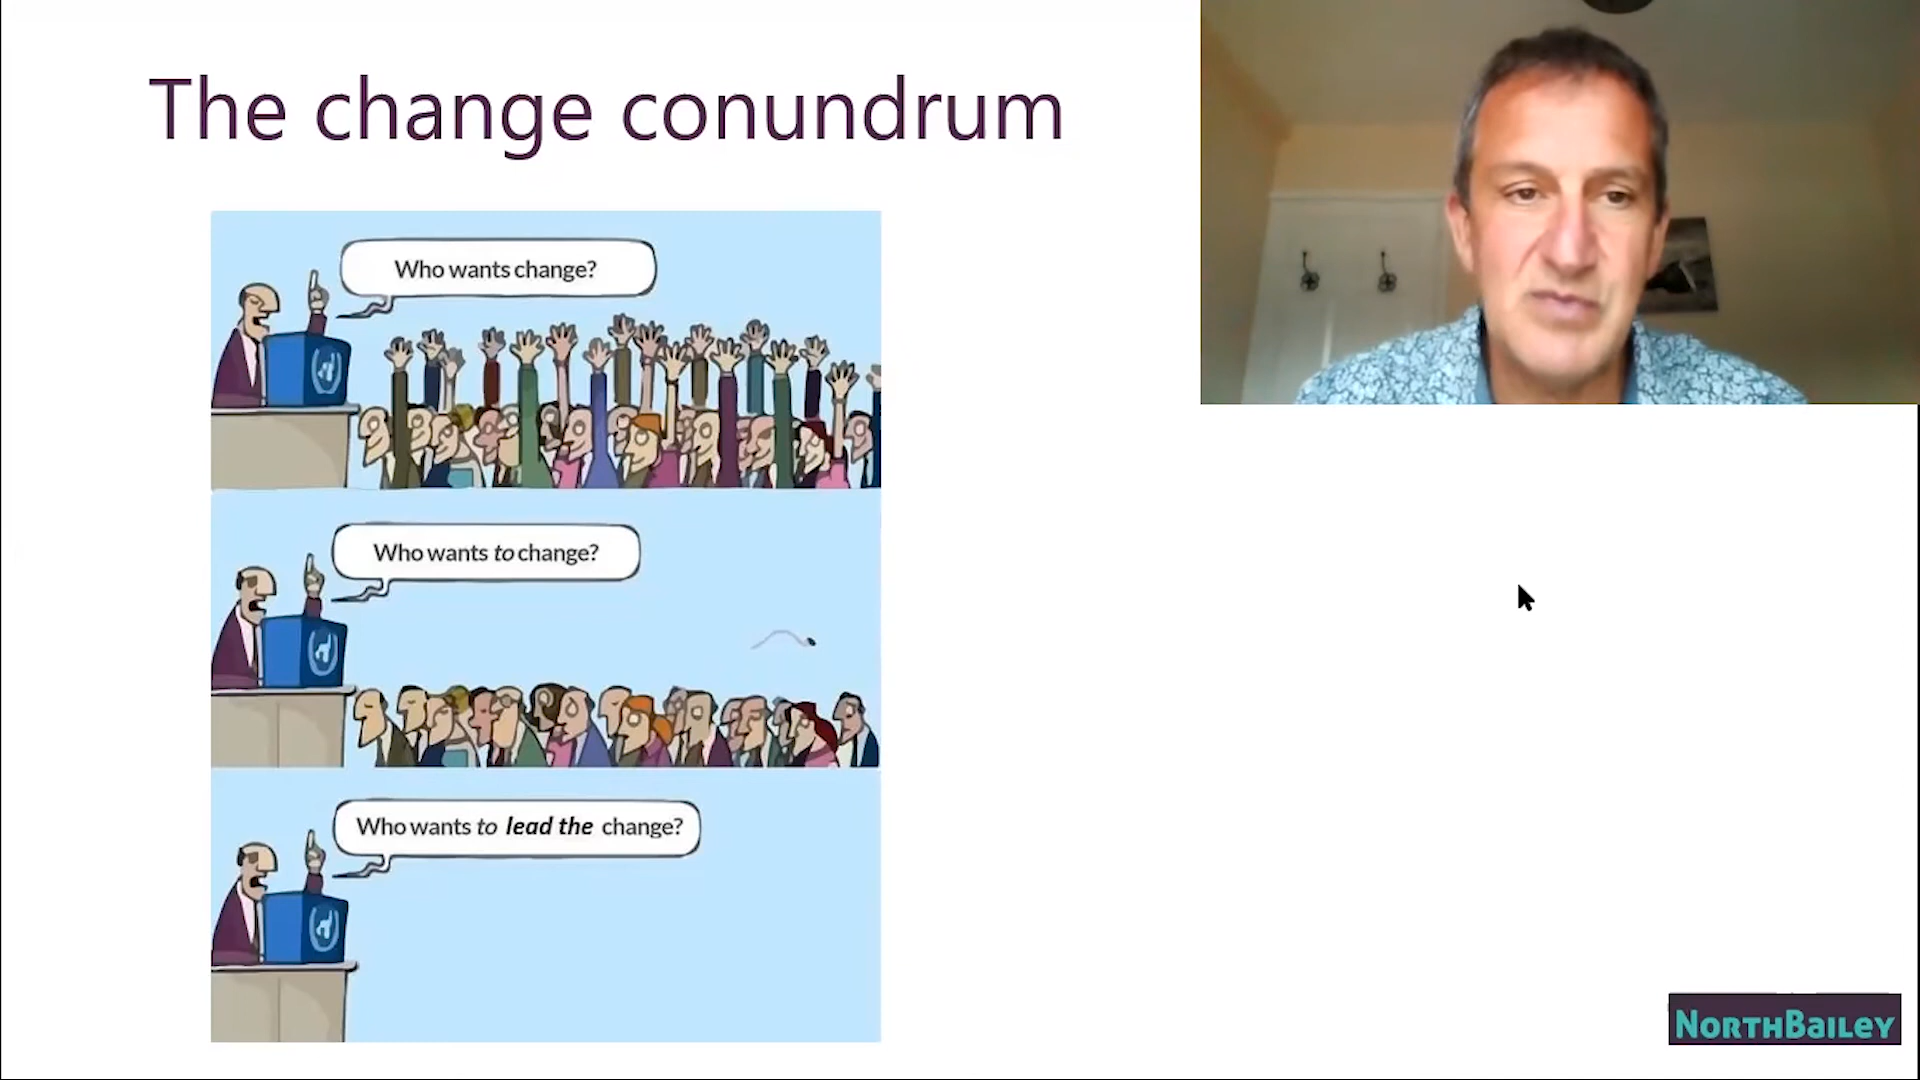 The change conundrum
Who wants change?
Who wants to change?
Who wants to lead the change?
NORTHBAILEY